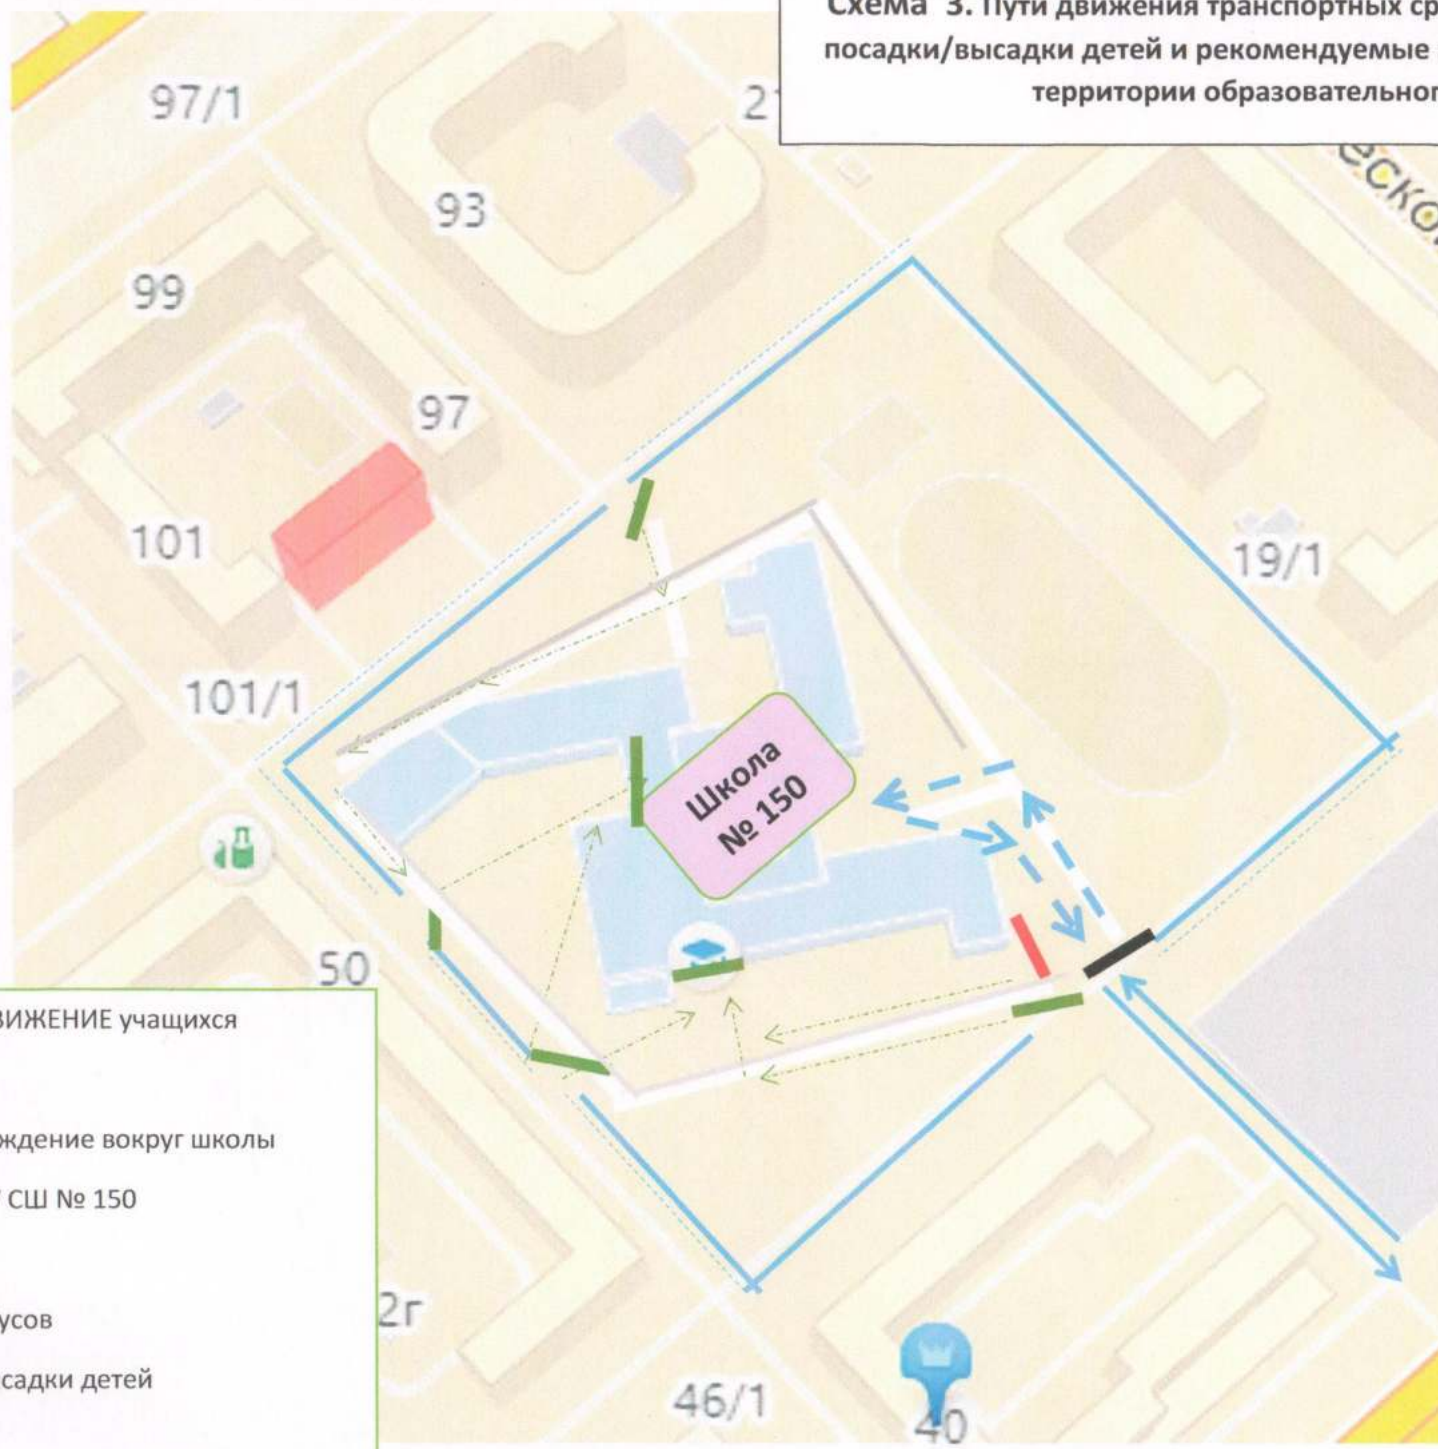 Схема 3. Пути движения транспортных ср
посадки/высадки детей и рекомендуемые
территории образовательног
97/1
2
93
еско
99
97
101
19/1
101/1
Школа
№ 150
50
ВИЖЕНИЕ учащихся
ждение вокруг школы
СШ № 150
усов
садки детей
2г
46/1
40